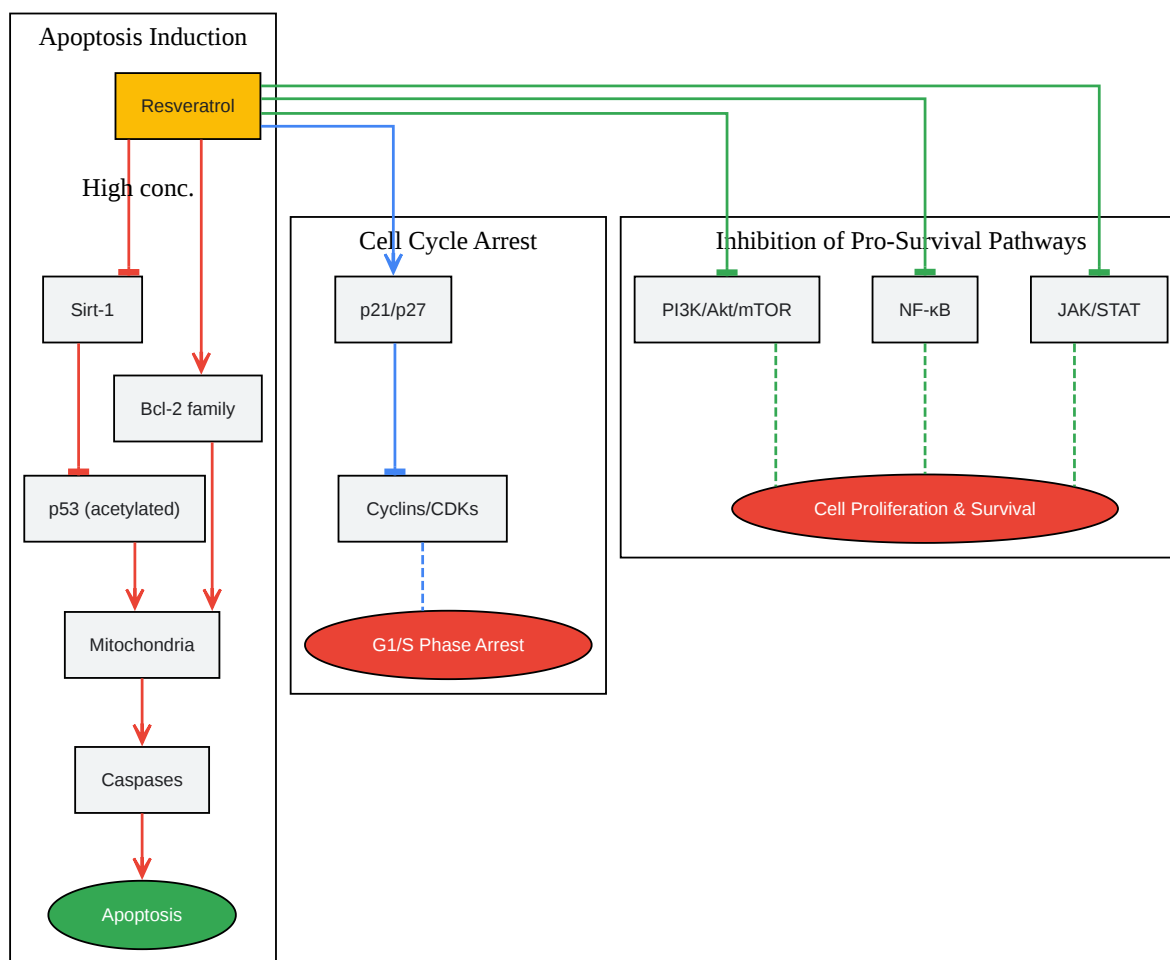 Apoptosis Induction
Resveratrol
High conc.
Sirt-1
Bcl-2 family
p53 (acetylated)
Mitochondria
Caspases
Apoptosis
Cell Cycle Arrest
p21/p27
Cyclins/CDKs
G1/S Phase Arrest
Inhibition of Pro-Survival Pathways
PI3K/Akt/mTOR
NF-κB
JAK/STAT
Cell Proliferation & Survival